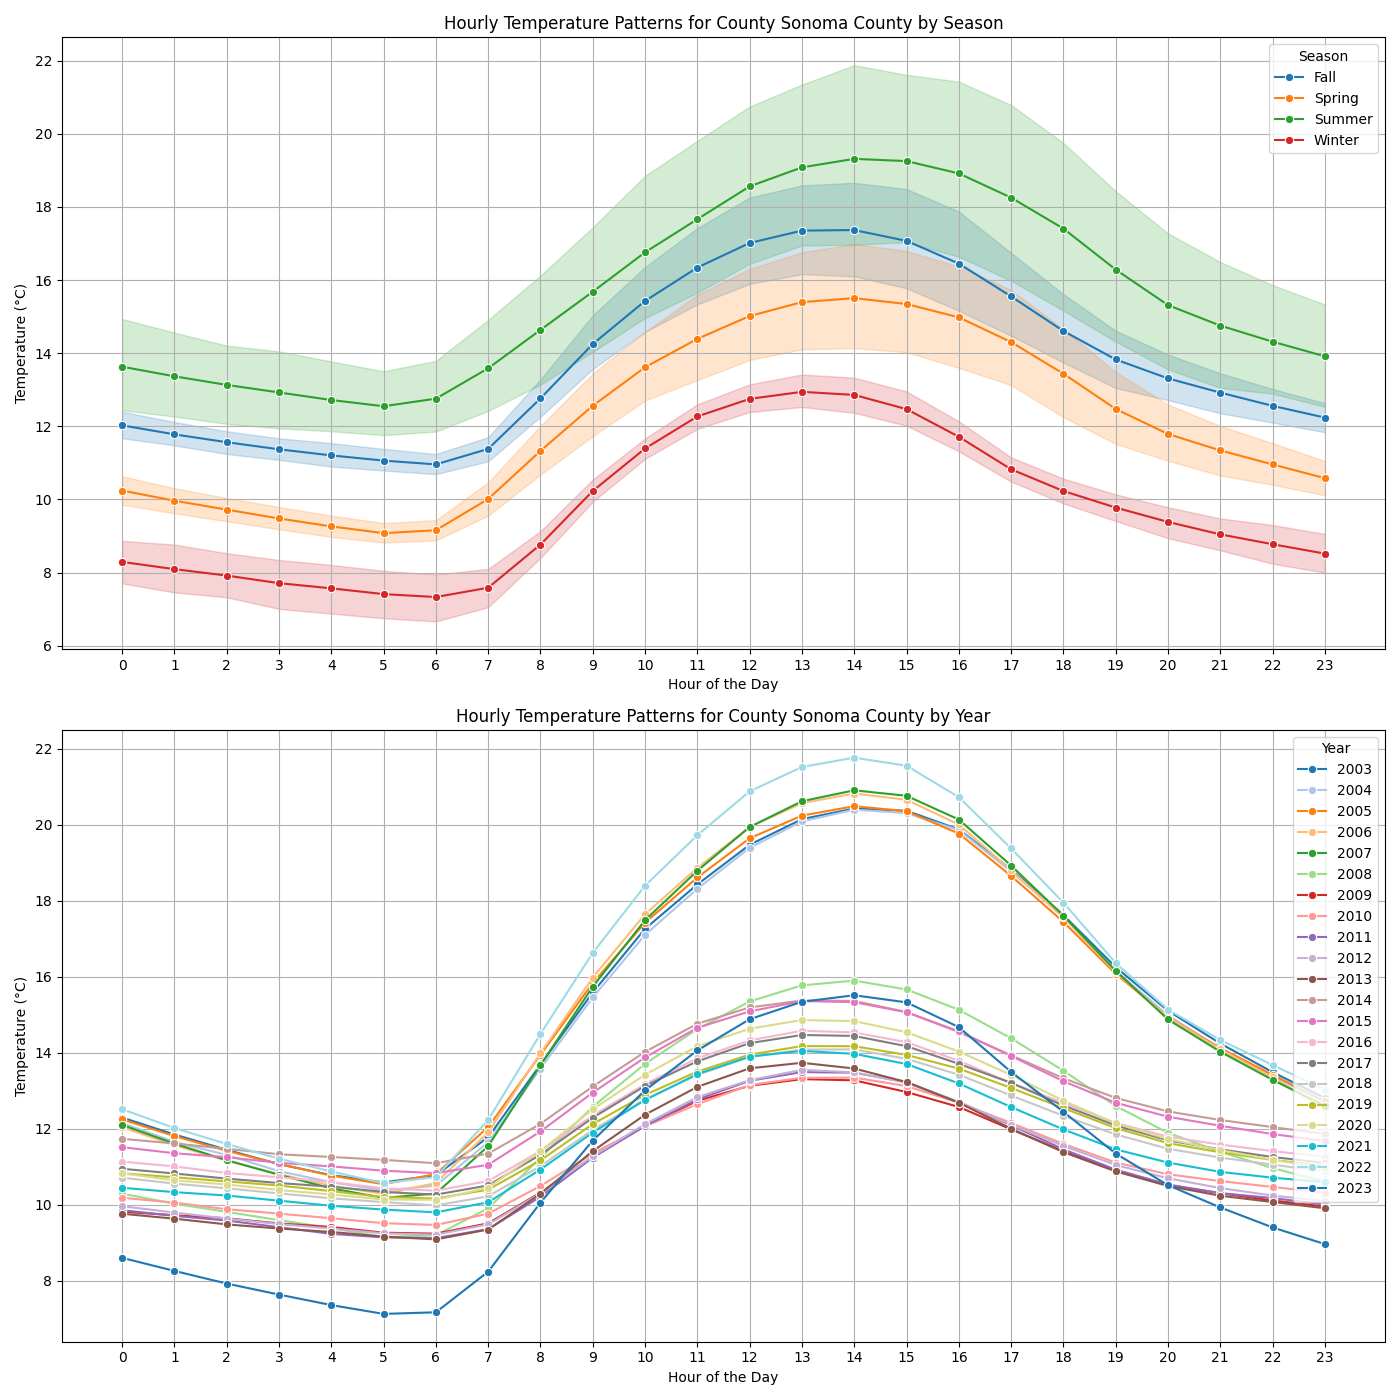 Hourly Temperature Patterns for County Sonoma County by Season
Temperature (°C)
22
20
18
16
14
12
10
8
6
Season
Fall
Spring
Summer
Winter
0 1 2 3 4 5 6 7 8 9 10 11 12 13 14 15 16 17 18 19 20 21 22 23
Hour of the Day
Hourly Temperature Patterns for County Sonoma County by Year
Temperature (°C)
22
20
18
16
14
12
10
8
Year
2003
2004
2005
2006
2007
2008
2009
2010
2011
2012
2013
2014
2015
2016
2017
2018
2019
2020
2021
2022
2023
0 1 2 3 4 5 6 7 8 9 10 11 12 13 14 15 16 17 18 19 20 21 22 23
Hour of the Day